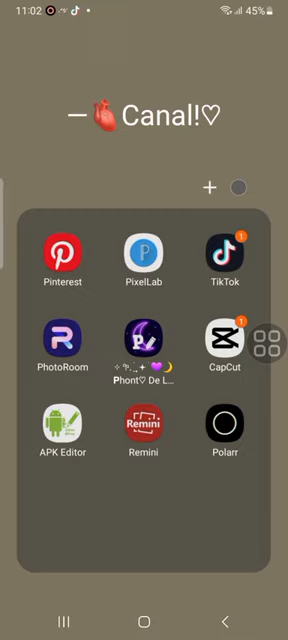 11:02
45%
—🫀Canal!♡
+
Pinterest
PixelLab
1
TikTok
PhotoRoom
💜🌙
Phont♡ De L...
1
CapCut
APK Editor
Remini
Remini
Polarr